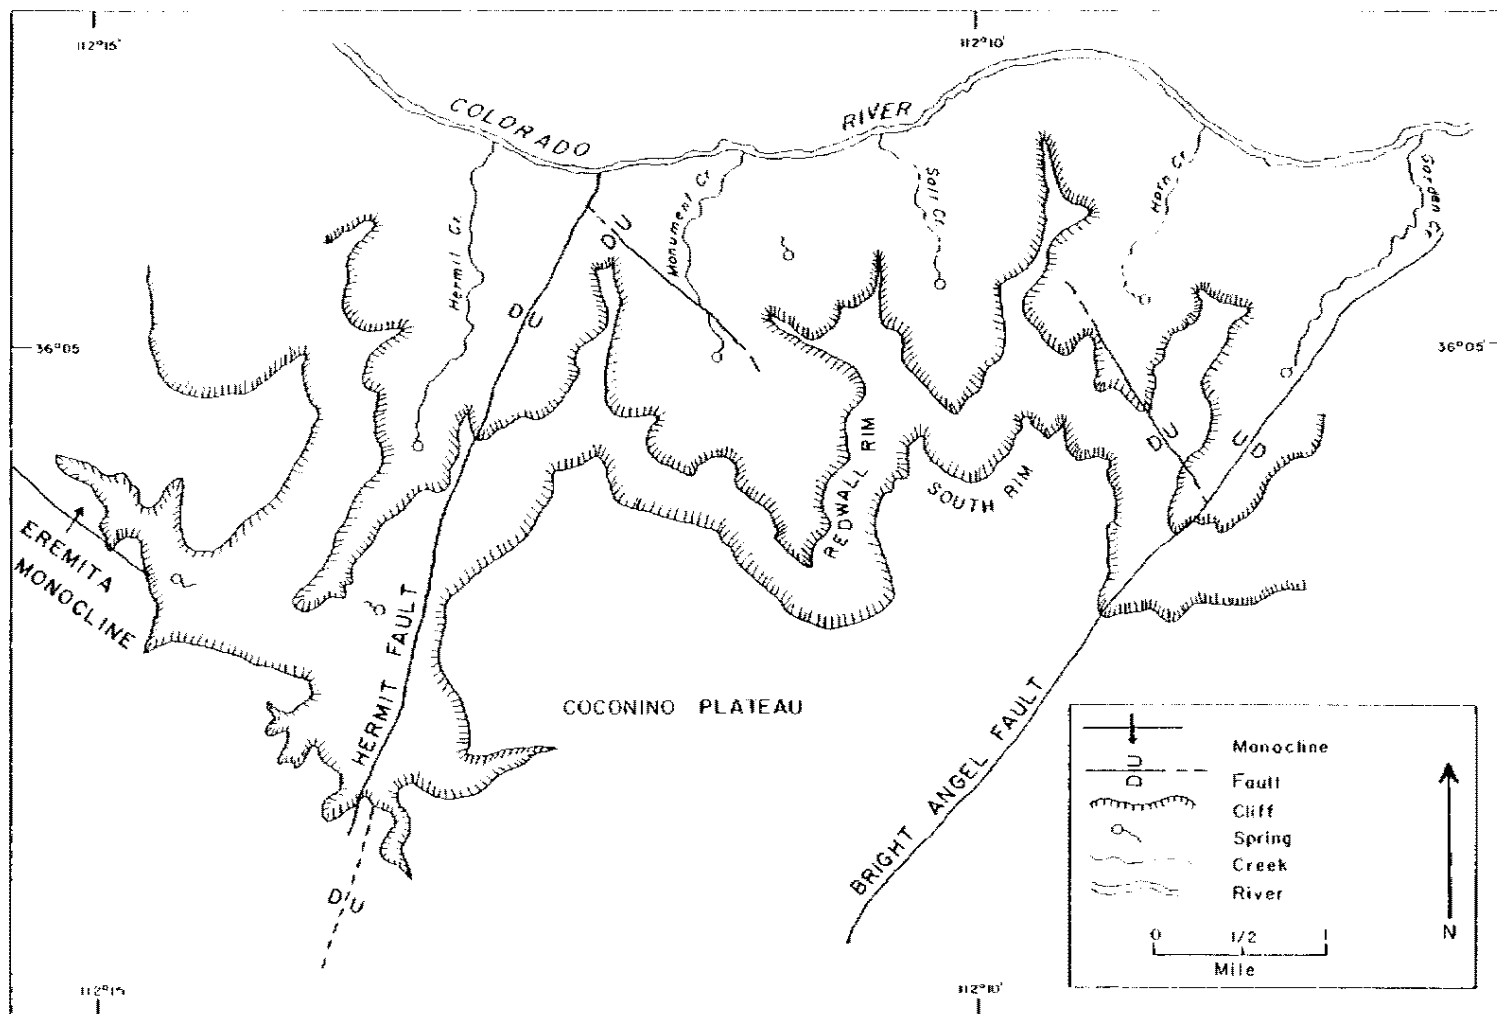 112°15'
112°10'
COLORADO
RIVER
Hermit Cr.
Monument Cr
Salt Cr.
Horn Cr.
Garden Cr.
D U
D U
36°05
36°05'
REDWALL RIM
SOUTH RIM
D U
U D
EREMITA
MONOCLINE
HERMIT FAULT
COCONINO PLATEAU
BRIGHT ANGEL FAULT
D U
Monocline
D U
Fault
Cliff
Spring
Creek
River
0 1/2 1
Mile
N
112°15
112°10'